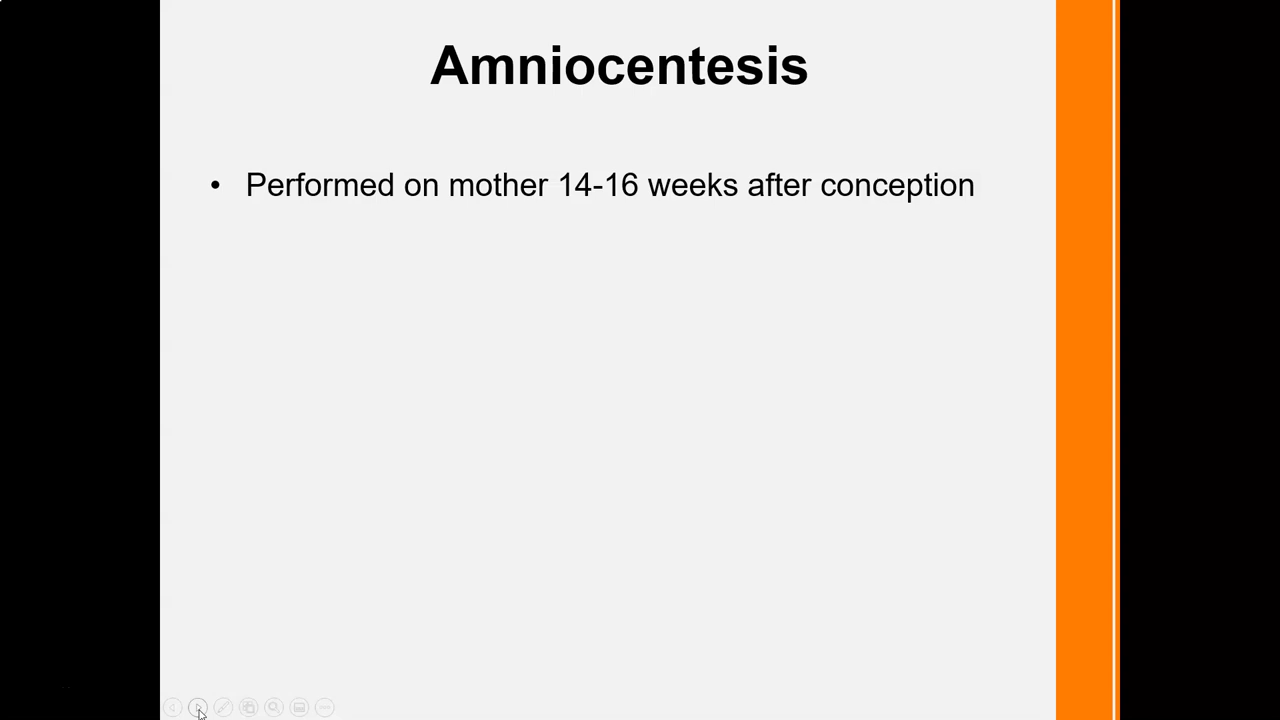 Amniocentesis
• Performed on mother 14-16 weeks after conception